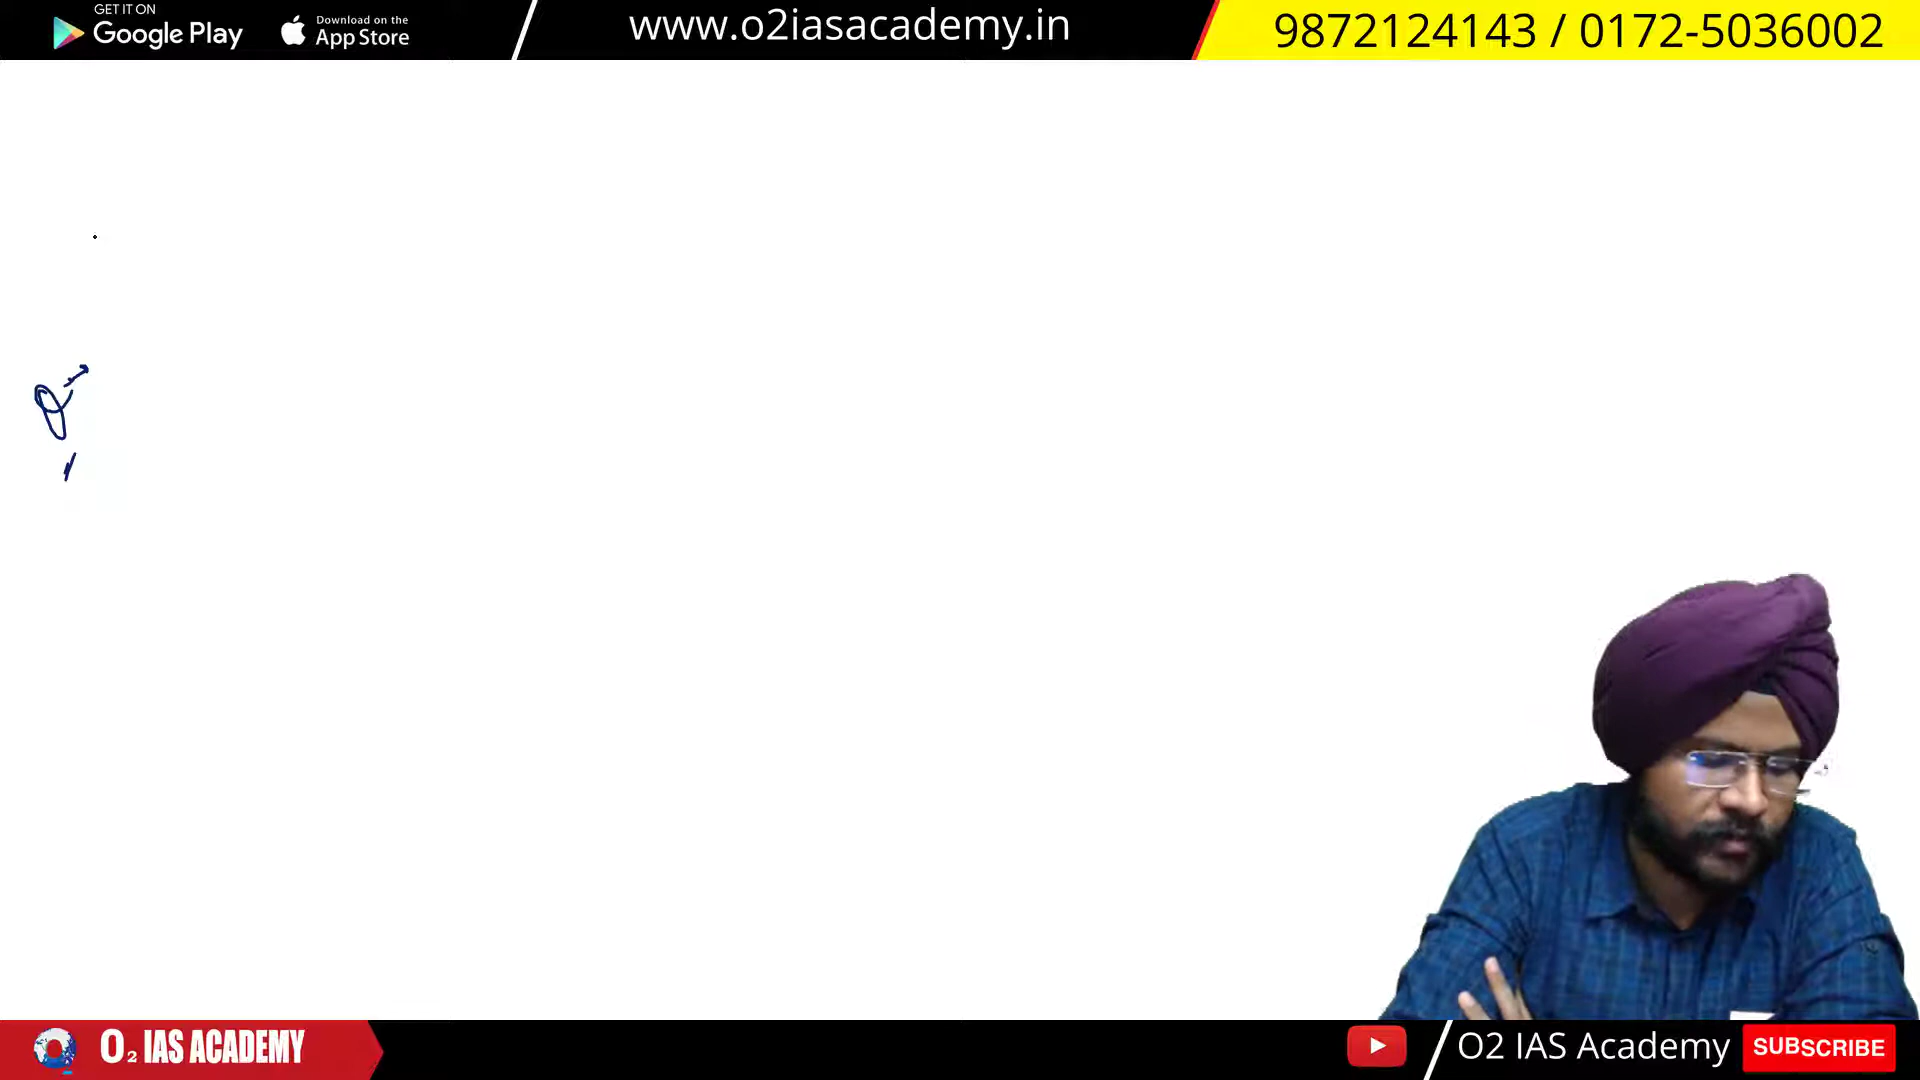 GET IT ON
Google Play
Download on the
App Store
www.o2iasacademy.in
9872124143 / 0172-5036002
O₂ IAS ACADEMY
O2 IAS Academy
SUBSCRIBE